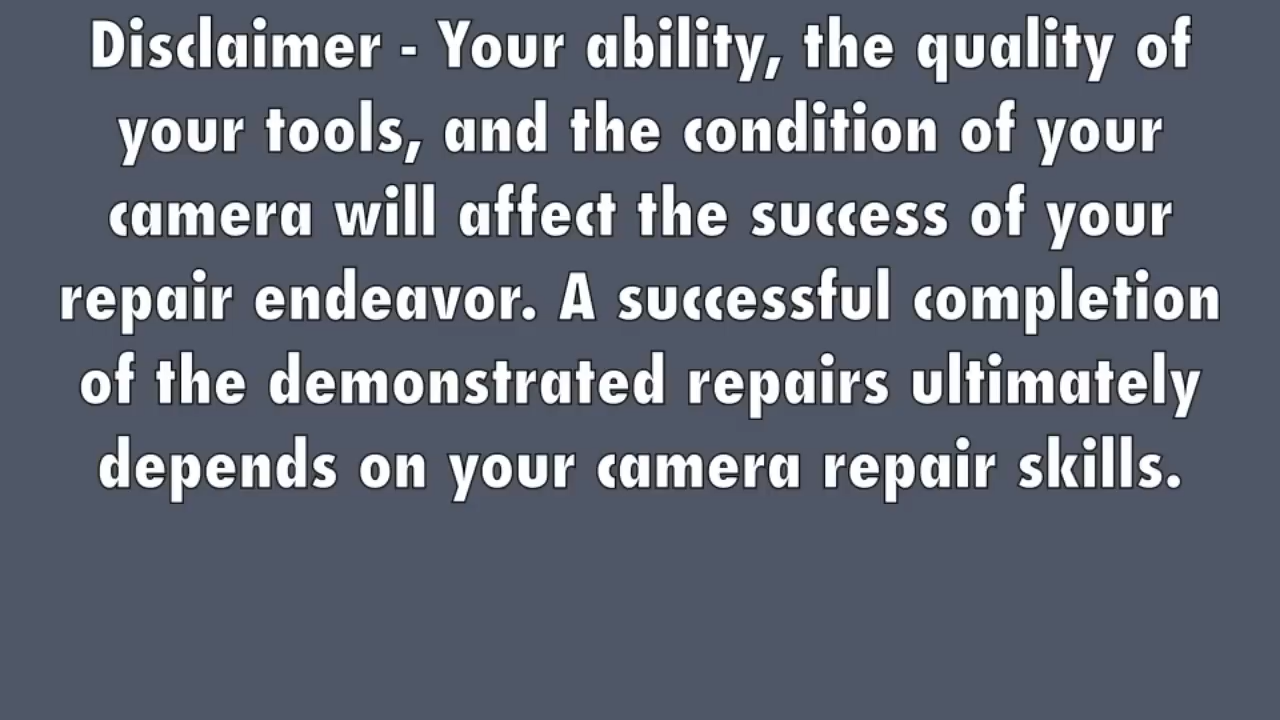 Disclaimer - Your ability, the quality of
your tools, and the condition of your
camera will affect the success of your
repair endeavor. A successful completion
of the demonstrated repairs ultimately
depends on your camera repair skills.